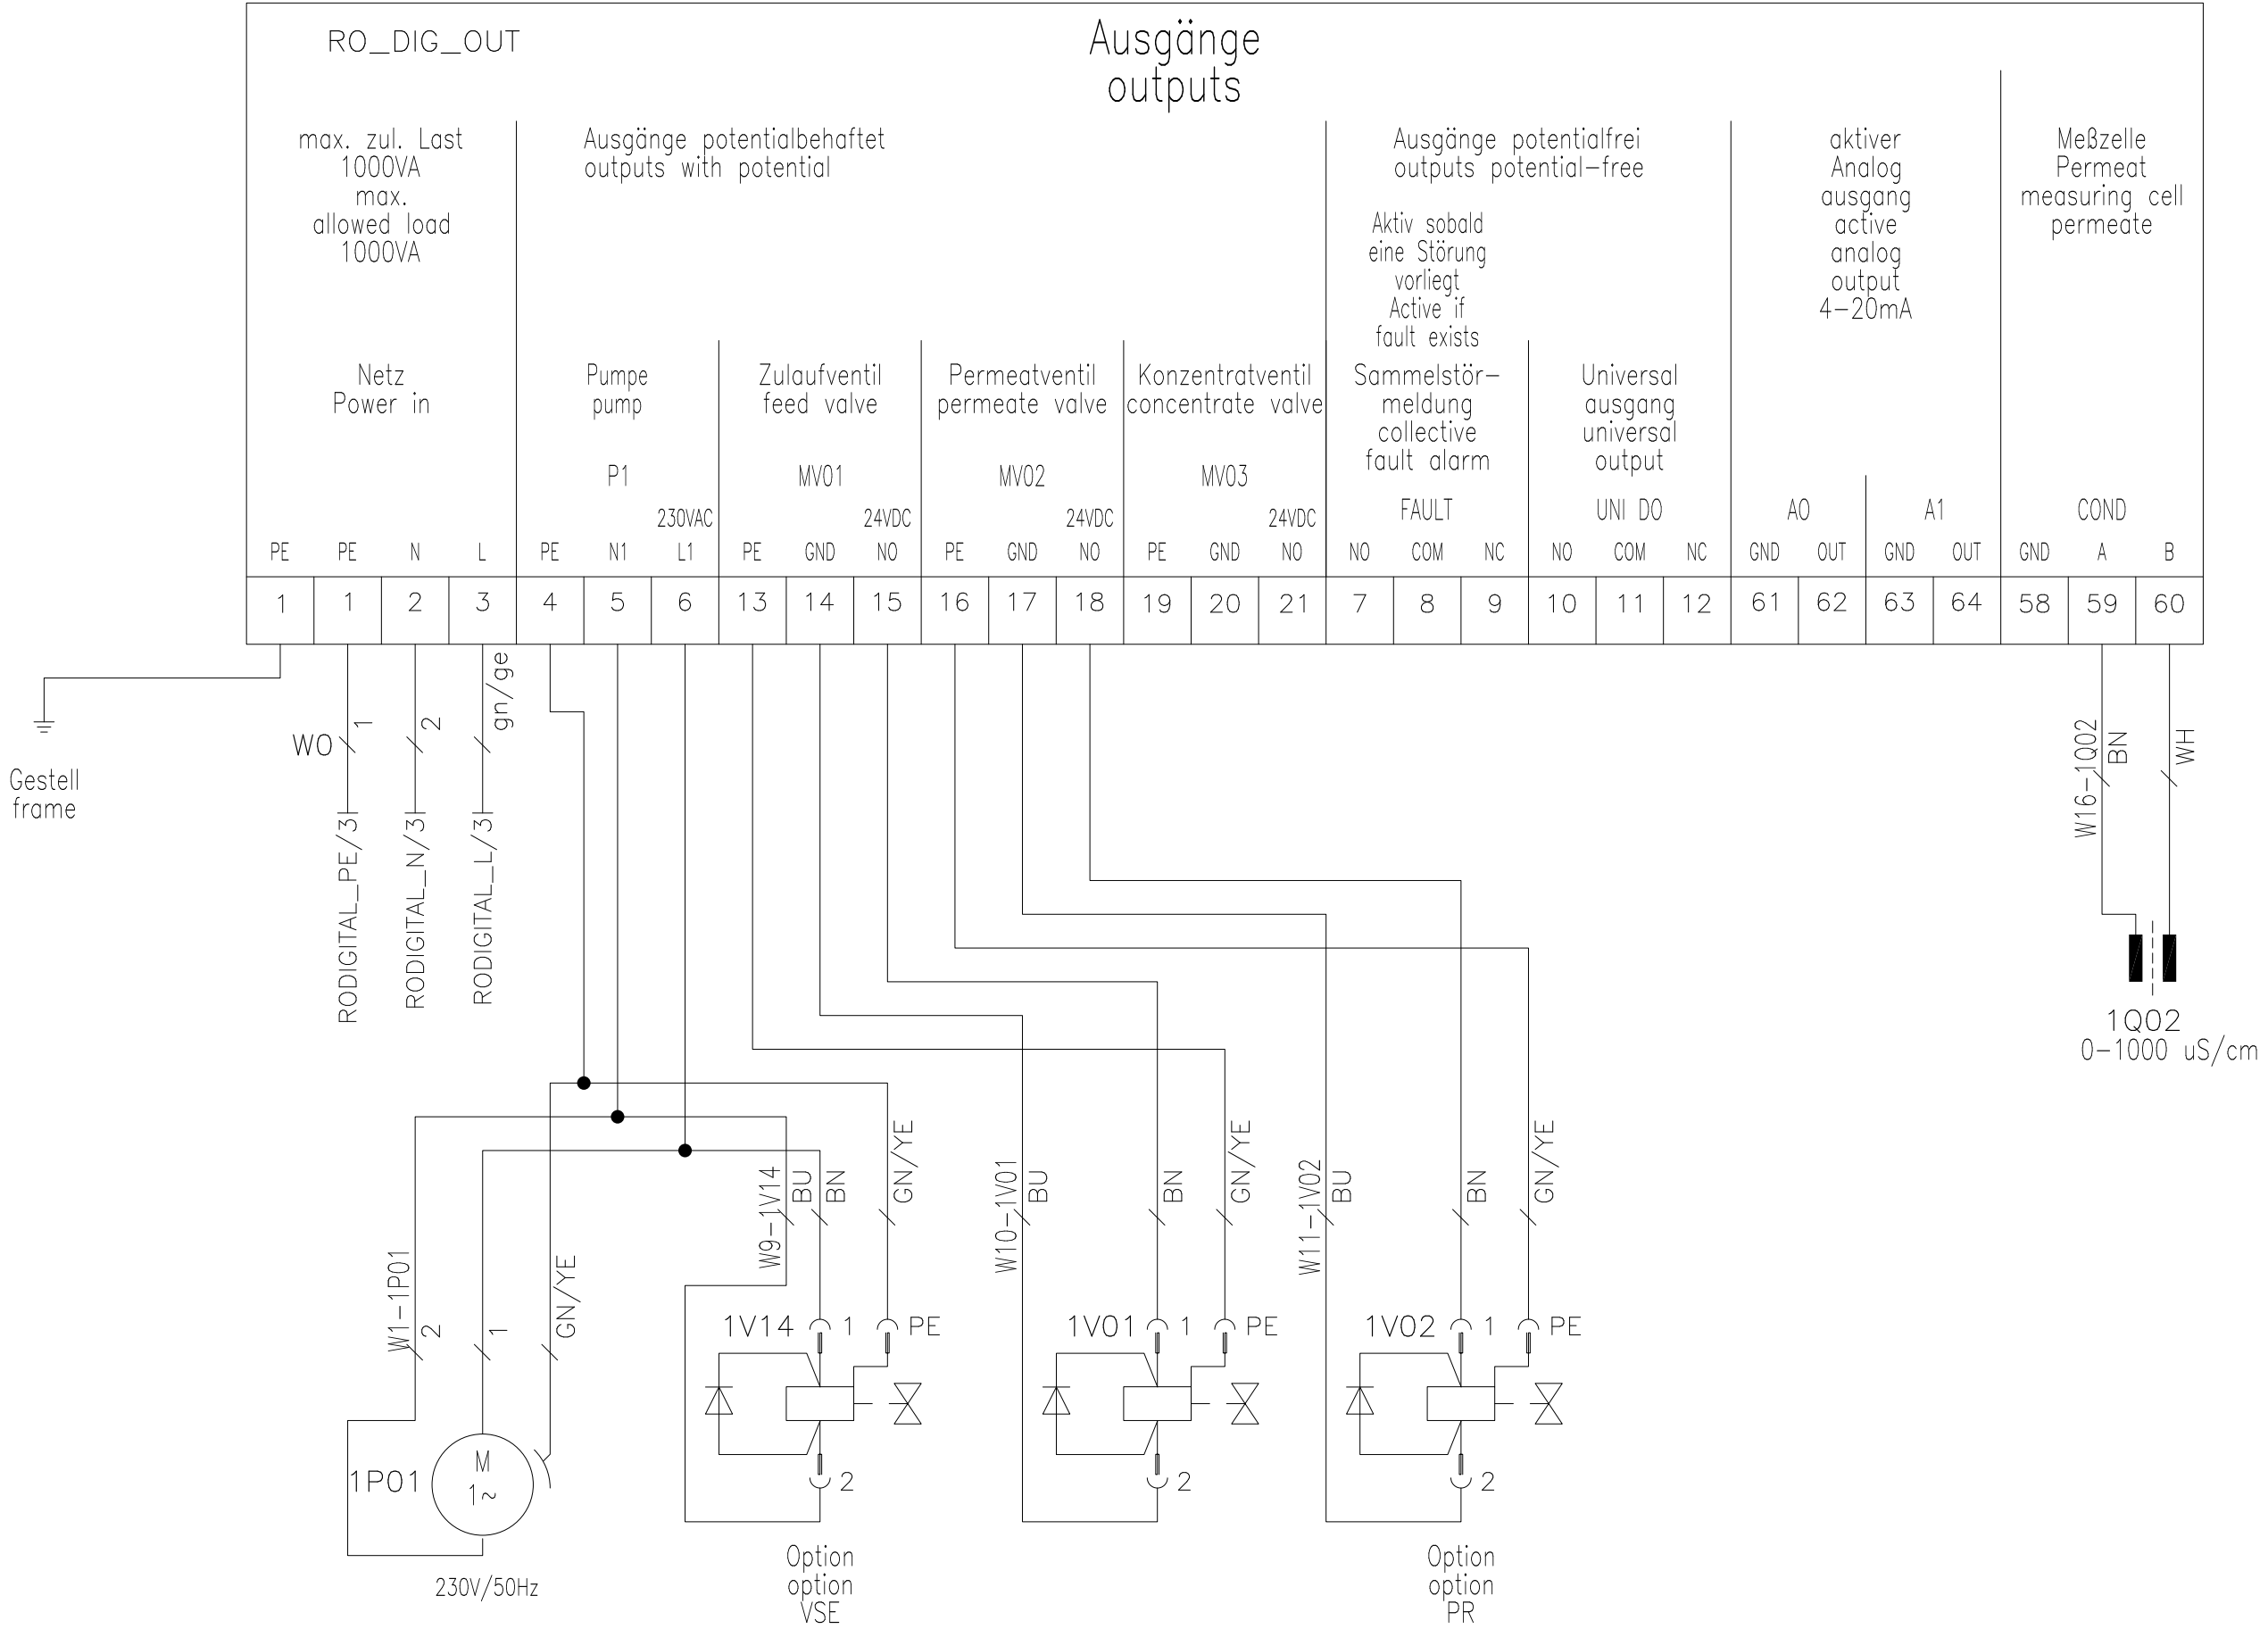 RO_DIG_OUT
Ausgänge
outputs
max. zul. Last
1000VA
max.
allowed load
1000VA
Ausgänge potentialbehaftet
outputs with potential
Ausgänge potentialfrei
outputs potential-free
Aktiv sobald
eine Störung
vorliegt
Active if
fault exists
aktiver
Analog
ausgang
active
analog
output
4-20mA
Meßzelle
Permeat
measuring cell
permeate
Netz
Power in
Pumpe
pump
Zulaufventil
feed valve
Permeatventil
permeate valve
Konzentratventil
concentrate valve
Sammelstör-
meldung
collective
fault alarm
Universal
ausgang
universal
output
P1
MV01
MV02
MV03
230VAC
24VDC
24VDC
24VDC
FAULT
UNI DO
A0
A1
COND
PE PE N L PE N1 L1 PE GND NO PE GND NO PE GND NO NO COM NC NO COM NC GND OUT GND OUT GND A B
1 1 2 3 4 5 6 13 14 15 16 17 18 19 20 21 7 8 9 10 11 12 61 62 63 64 58 59 60
Gestell
frame
W0
1
2
gn/ge
RODIGITAL_PE/3
RODIGITAL_N/3
RODIGITAL_L/3
W16-1Q02
BN
WH
1Q02
0-1000 uS/cm
W1-1P01
2
1
GN/YE
W9-1V14
BU
BN
GN/YE
W10-1V01
BU
BN
GN/YE
W11-1V02
BU
BN
GN/YE
1V14 1 PE
1V01 1 PE
1V02 1 PE
2
2
2
1P01
M
1~
230V/50Hz
Option
option
VSE
Option
option
PR